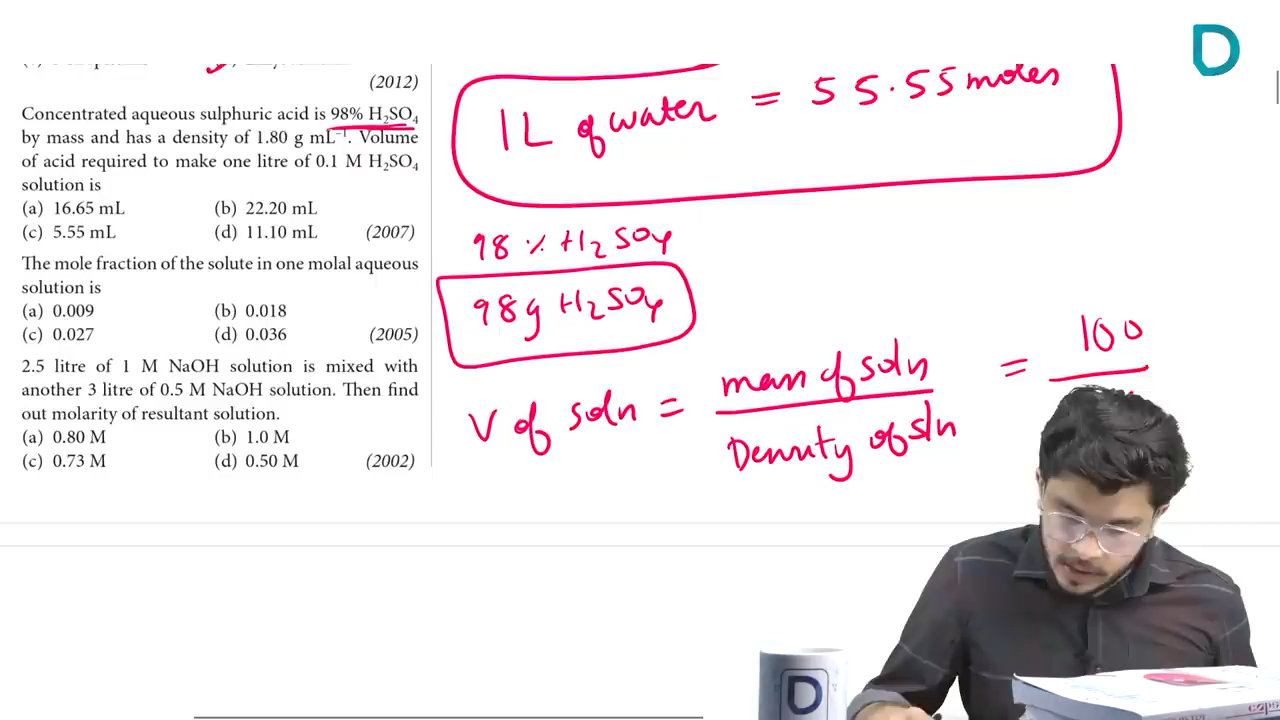 D
(2012)
Concentrated aqueous sulphuric acid is 98% H₂SO₄
by mass and has a density of 1.80 g mL⁻¹. Volume
of acid required to make one litre of 0.1 M H₂SO₄
solution is
(a) 16.65 mL (b) 22.20 mL
(c) 5.55 mL (d) 11.10 mL (2007)
The mole fraction of the solute in one molal aqueous
solution is
(a) 0.009 (b) 0.018
(c) 0.027 (d) 0.036 (2005)
2.5 litre of 1 M NaOH solution is mixed with
another 3 litre of 0.5 M NaOH solution. Then find
out molarity of resultant solution.
(a) 0.80 M (b) 1.0 M
(c) 0.73 M (d) 0.50 M (2002)
1L of water = 55.55 moles
98 % H₂SO₄
98g H₂SO₄
V of soln = mass of soln / Density of soln = 100
D